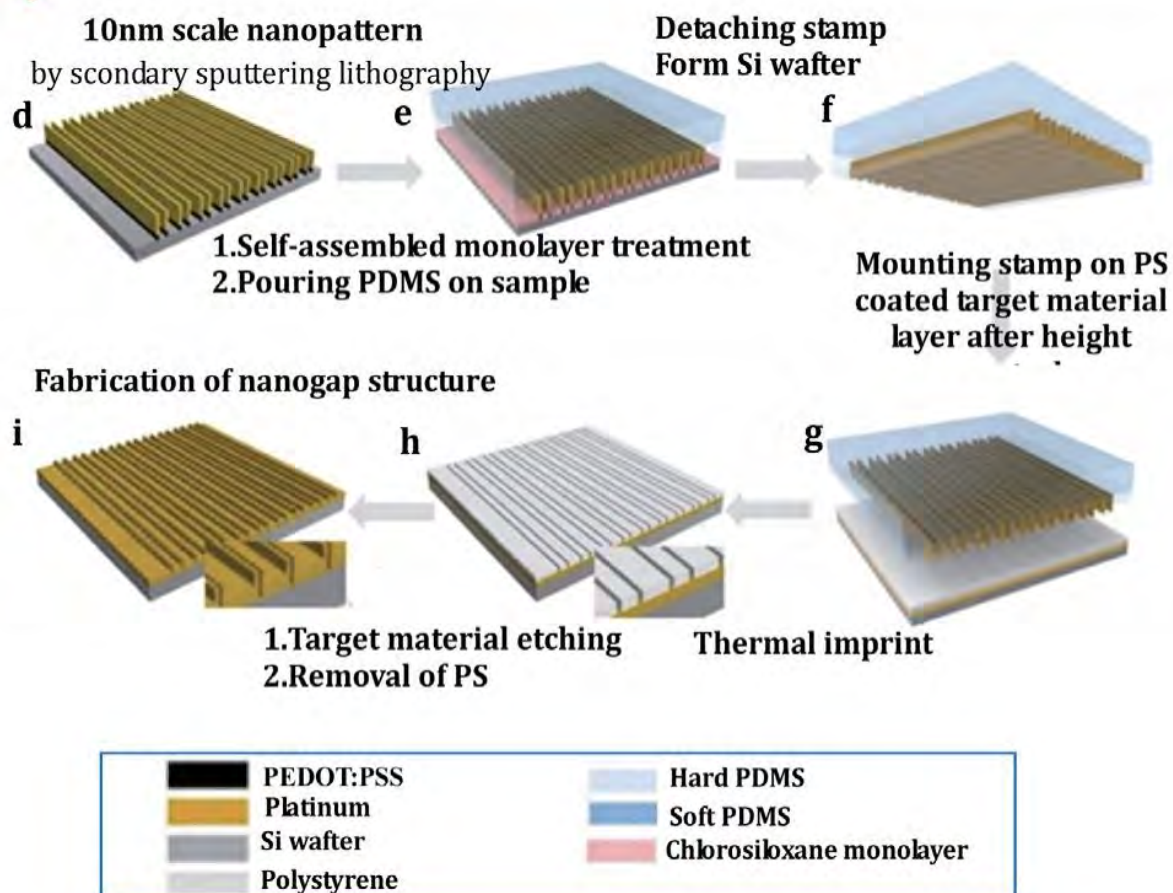 10nm scale nanopattern
by scondary sputtering lithography
Detaching stamp
Form Si wafter
d
e
f
1.Self-assembled monolayer treatment
2.Pouring PDMS on sample
Mounting stamp on PS
coated target material
layer after height
Fabrication of nanogap structure
i
h
g
1.Target material etching
2.Removal of PS
Thermal imprint
PEDOT:PSS
Platinum
Si wafter
Polystyrene
Hard PDMS
Soft PDMS
Chlorosiloxane monolayer